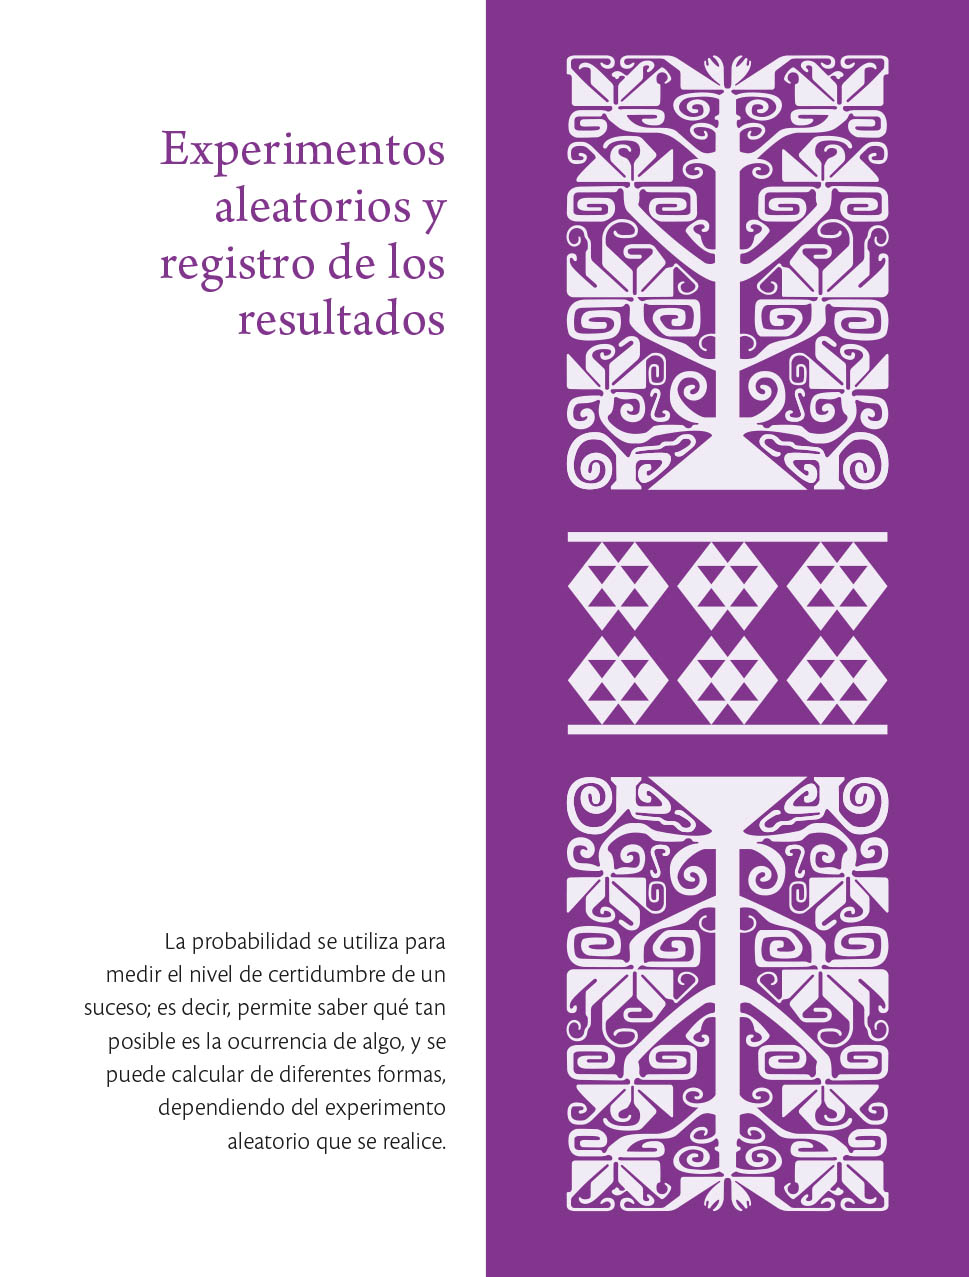 Experimentos
aleatorios y
registro de los
resultados
La probabilidad se utiliza para
medir el nivel de certidumbre de un
suceso; es decir, permite saber qué tan
posible es la ocurrencia de algo, y se
puede calcular de diferentes formas,
dependiendo del experimento
aleatorio que se realice.